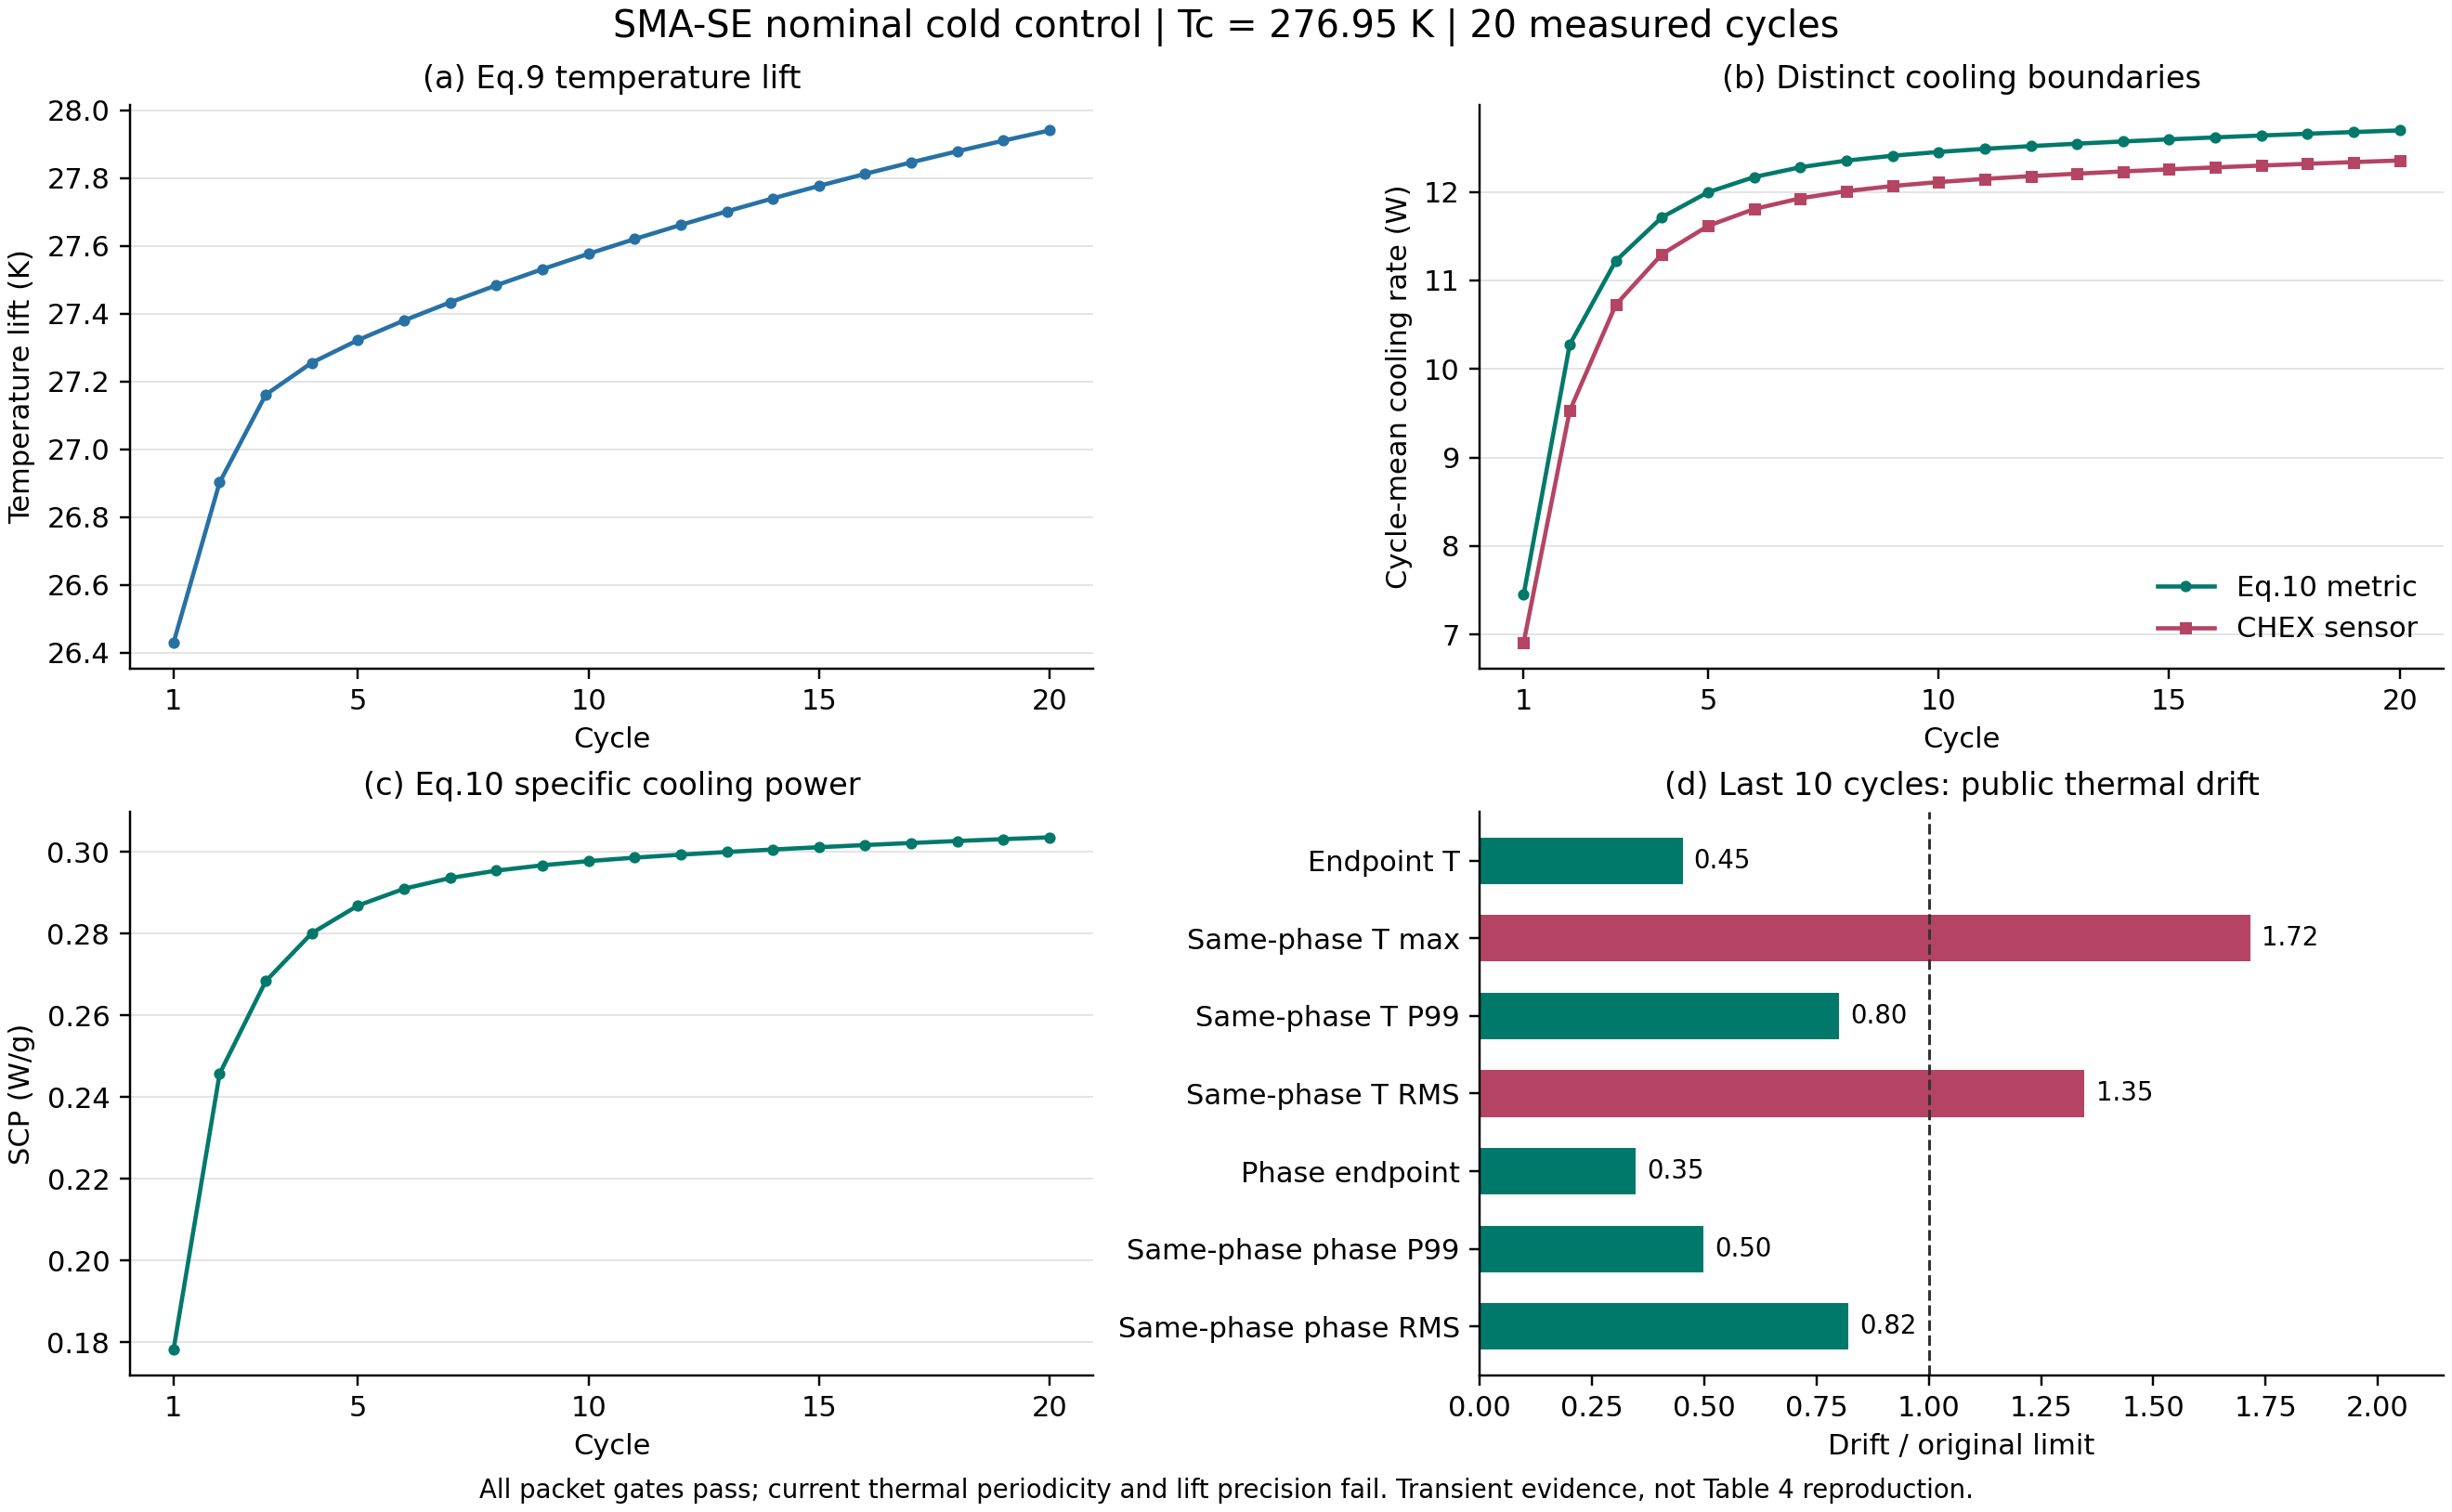 SMA-SE nominal cold control | Tc = 276.95 K | 20 measured cycles
(a) Eq.9 temperature lift
Temperature lift (K)
28.0
27.8
27.6
27.4
27.2
27.0
26.8
26.6
26.4
1
5
10
15
20
Cycle
(b) Distinct cooling boundaries
Cycle-mean cooling rate (W)
12
11
10
9
8
7
Eq.10 metric
CHEX sensor
1
5
10
15
20
Cycle
(c) Eq.10 specific cooling power
SCP (W/g)
0.30
0.28
0.26
0.24
0.22
0.20
0.18
1
5
10
15
20
Cycle
(d) Last 10 cycles: public thermal drift
Endpoint T
0.45
Same-phase T max
1.72
Same-phase T P99
0.80
Same-phase T RMS
1.35
Phase endpoint
0.35
Same-phase phase P99
0.50
Same-phase phase RMS
0.82
0.00
0.25
0.50
0.75
1.00
1.25
1.50
1.75
2.00
Drift / original limit
All packet gates pass; current thermal periodicity and lift precision fail. Transient evidence, not Table 4 reproduction.